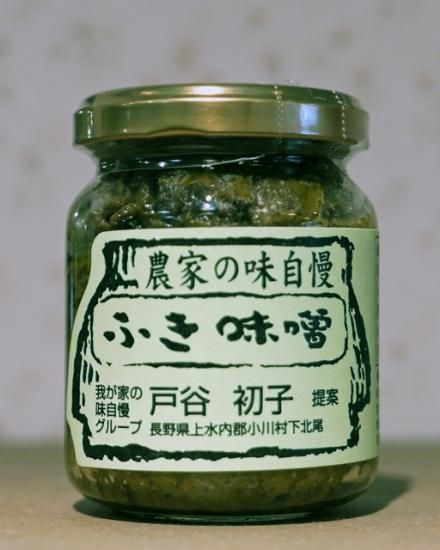 農家の味自慢
ふき味噌
我が家の
味自慢
グループ
戸谷 初子 提案
長野県上水内郡小川村下北尾